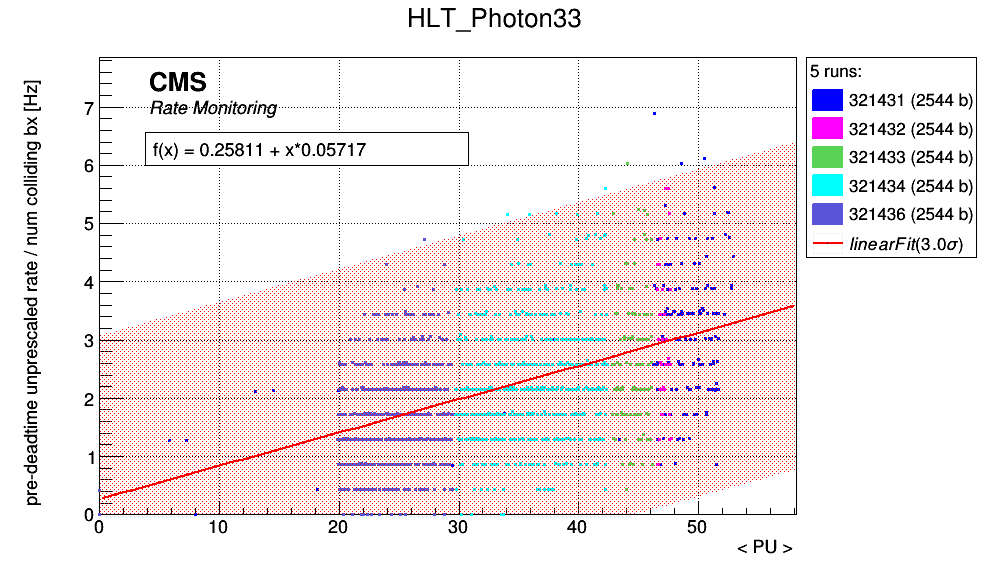 HLT_Photon33
pre-deadtime unprescaled rate / num colliding bx [Hz]
CMS
Rate Monitoring
f(x) = 0.25811 + x*0.05717
7
6
5
4
3
2
1
0
0 10 20 30 40 50
< PU >
5 runs:
321431 (2544 b)
321432 (2544 b)
321433 (2544 b)
321434 (2544 b)
321436 (2544 b)
linearFit(3.0σ)